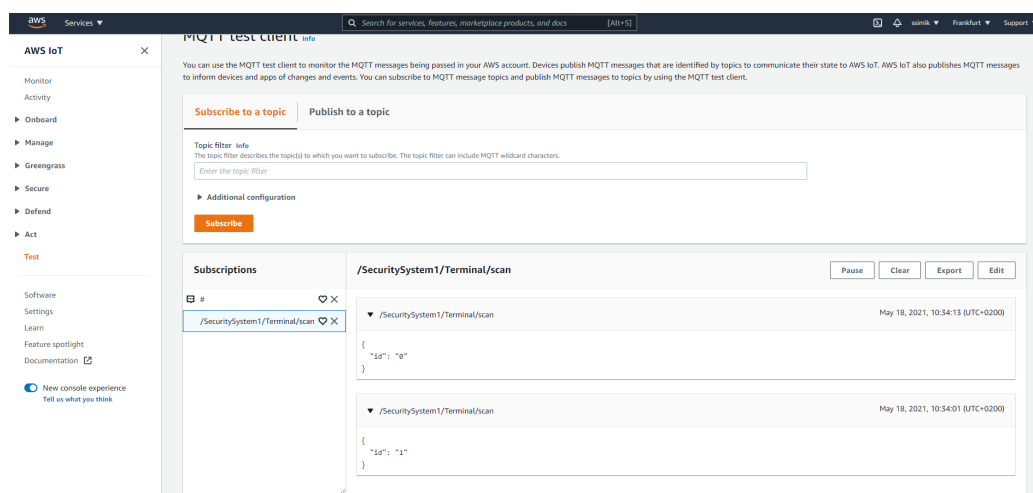 aws Services ▼ Search for services, features, marketplace products, and docs [Alt+S] ssimik ▼ Frankfurt ▼ Support
AWS IoT
Monitor
Activity
Onboard
Manage
Greengrass
Secure
Defend
Act
Test
Software
Settings
Learn
Feature spotlight
Documentation
New console experience
Tell us what you think
MQTT test client Info
You can use the MQTT test client to monitor the MQTT messages being passed in your AWS account. Devices publish MQTT messages that are identified by topics to communicate their state to AWS IoT. AWS IoT also publishes MQTT messages
to inform devices and apps of changes and events. You can subscribe to MQTT message topics and publish MQTT messages to topics by using the MQTT test client.
Subscribe to a topic Publish to a topic
Topic filter Info
The topic filter describes the topic(s) to which you want to subscribe. The topic filter can include MQTT wildcard characters.
Enter the topic filter
Additional configuration
Subscribe
Subscriptions
#
/SecuritySystem1/Terminal/scan
/SecuritySystem1/Terminal/scan Pause Clear Export Edit
▼ /SecuritySystem1/Terminal/scan May 18, 2021, 10:34:13 (UTC+0200)
{
"id": "0"
}
▼ /SecuritySystem1/Terminal/scan May 18, 2021, 10:34:01 (UTC+0200)
{
"id": "1"
}